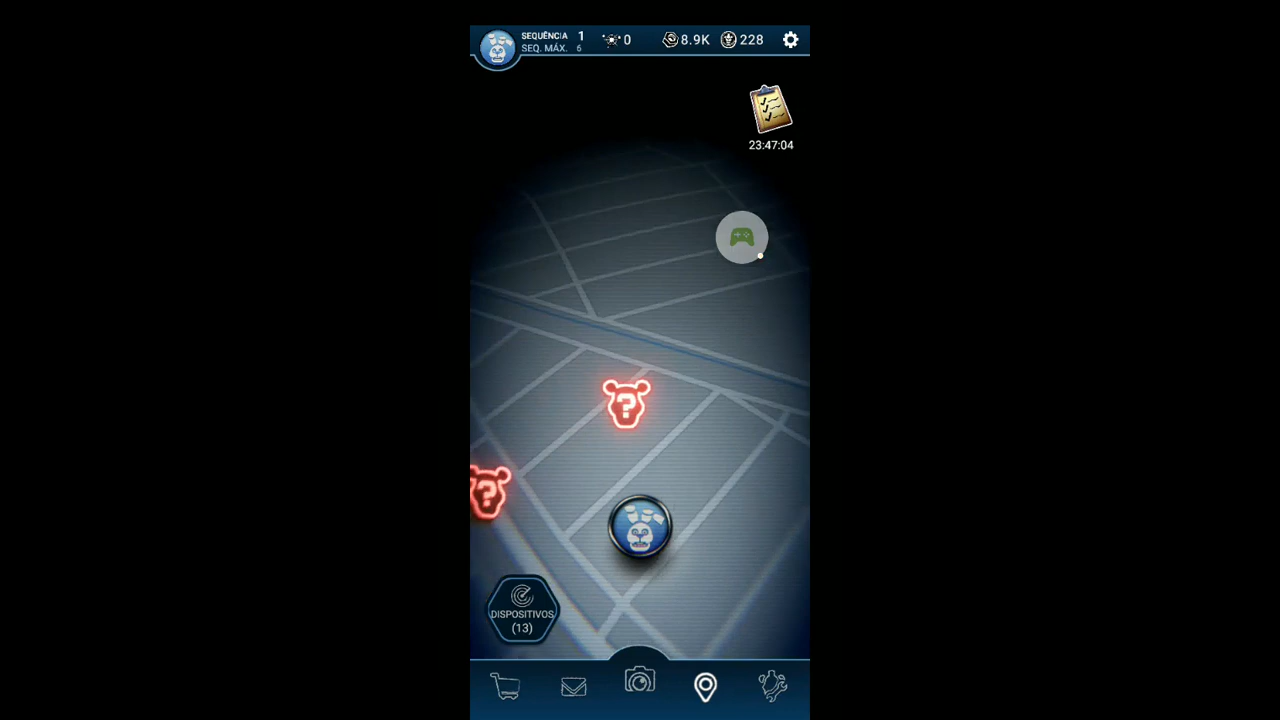 SEQUÊNCIA 1
SEQ. MÁX. 6
0
8.9K
228
23:47:04
?
?
DISPOSITIVOS
(13)